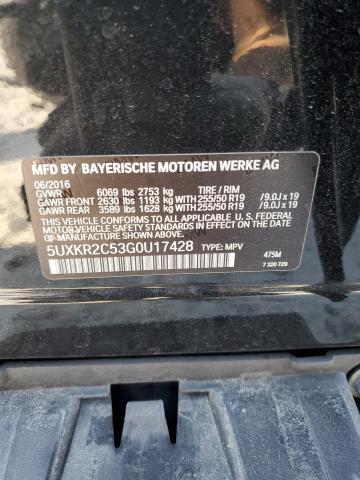 MFD BY BAYERISCHE MOTOREN WERKE AG
06/2016
GVWR 6069 lbs 2753 kg TIRE / RIM
GAWR FRONT 2630 lbs 1193 kg WITH 255/50 R19 /9.0J x 19
GAWR REAR 3589 lbs 1628 kg WITH 255/50 R19 /9.0J x 19
THIS VEHICLE CONFORMS TO ALL APPLICABLE U.S. FEDERAL
MOTOR VEHICLE SAFETY STANDARDS IN EFFECT ON THE DATE
OF MANUFACTURE SHOWN ABOVE.
5UXKR2C53G0U17428 TYPE: MPV 475M
7 320 729